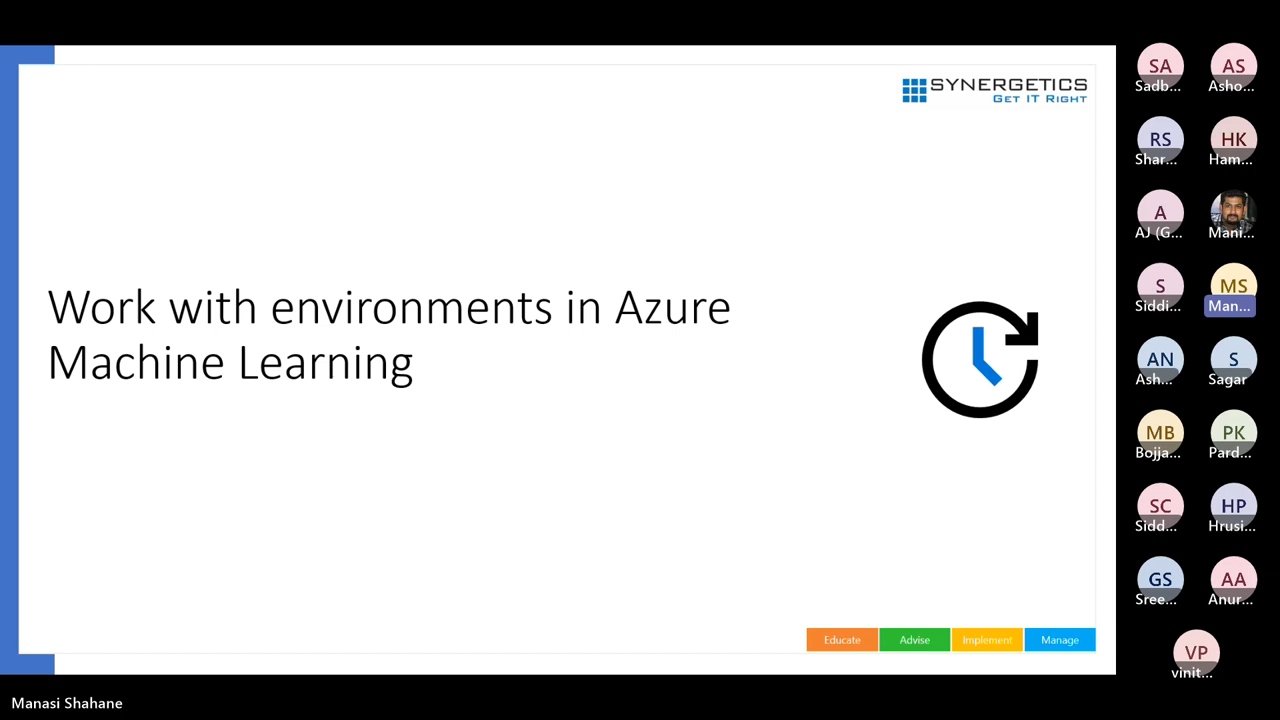 SYNERGETICS
GET IT RIGHT
Work with environments in Azure
Machine Learning
Educate
Advise
Implement
Manage
SA
AS
Sadb...
Asho...
RS
HK
Shar...
Ham...
A
AJ (G...
Mani...
S
MS
Siddi...
Man...
AN
S
Ash...
Sagar
MB
PK
Bojja...
Pard...
SC
HP
Sidd...
Hrusi...
GS
AA
Sree...
Anur...
VP
vinit...
Manasi Shahane